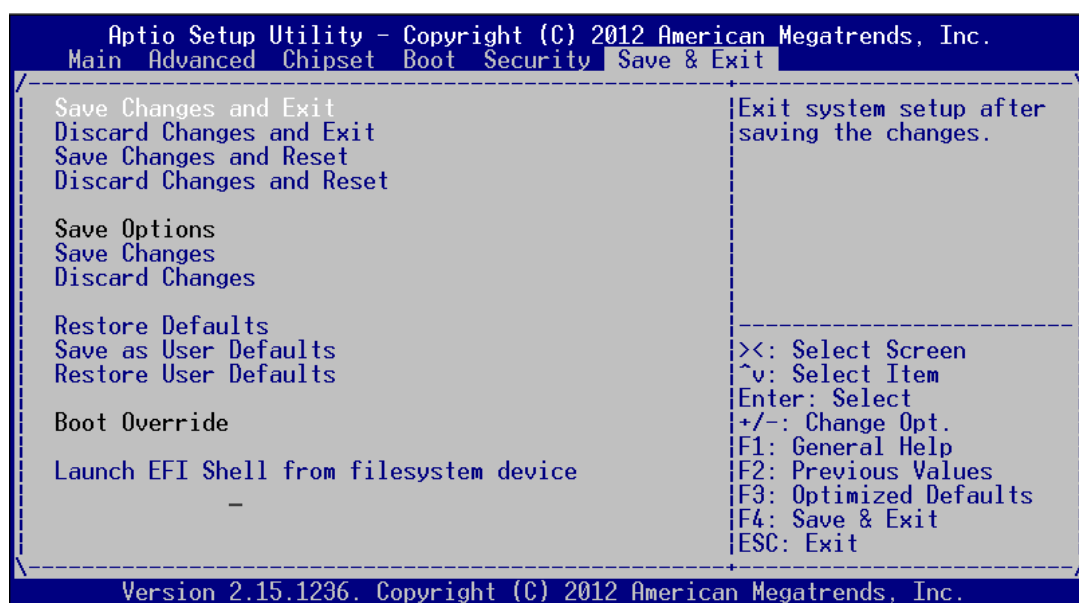 Aptio Setup Utility - Copyright (C) 2012 American Megatrends, Inc.
Main Advanced Chipset Boot Security Save & Exit
Save Changes and Exit
Discard Changes and Exit
Save Changes and Reset
Discard Changes and Reset
Save Options
Save Changes
Discard Changes
Restore Defaults
Save as User Defaults
Restore User Defaults
Boot Override
Launch EFI Shell from filesystem device
Exit system setup after
saving the changes.
><: Select Screen
^v: Select Item
Enter: Select
+/-: Change Opt.
F1: General Help
F2: Previous Values
F3: Optimized Defaults
F4: Save & Exit
ESC: Exit
Version 2.15.1236. Copyright (C) 2012 American Megatrends, Inc.